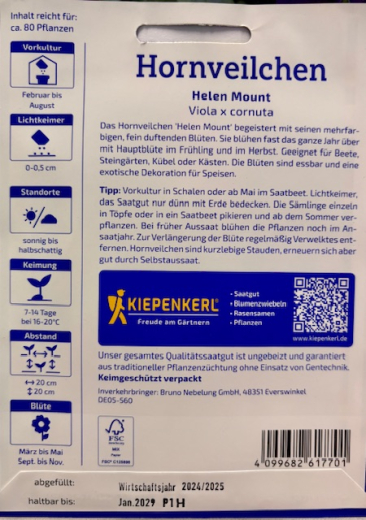 Inhalt reicht für:
ca. 80 Pflanzen
Vorkultur
Februar bis
August
Lichtkeimer
0-0,5 cm
Standorte
sonnig bis
halbschattig
Keimung
7-14 Tage
bei 16-20°C
Abstand
↔ 20 cm
↕ 20 cm
Blüte
März bis Mai
Sept. bis Nov.
Hornveilchen
Helen Mount
Viola x cornuta
Das Hornveilchen 'Helen Mount' begeistert mit seinen mehrfar-
bigen, fein duftenden Blüten. Sie blühen fast das ganze Jahr über
mit Hauptblüte im Frühling und im Herbst. Geeignet für Beete,
Steingärten, Kübel oder Kästen. Die Blüten sind essbar und eine
exotische Dekoration für Speisen.
Tipp: Vorkultur in Schalen oder ab Mai im Saatbeet. Lichtkeimer,
das Saatgut nur dünn mit Erde bedecken. Die Sämlinge einzeln
in Töpfe oder in ein Saatbeet pikieren und ab dem Sommer ver-
pflanzen. Bei früher Aussaat blühen die Pflanzen noch im An-
saatjahr. Zur Verlängerung der Blüte regelmäßig Verwelktes ent-
fernen. Hornveilchen sind kurzlebige Stauden, erneuern sich aber
gut durch Selbstaussaat.
KIEPENKERL®
Freude am Gärtnern
• Saatgut
• Blumenzwiebeln
• Rasensamen
• Pflanzen
www.kiepenkerl.de
Unser gesamtes Qualitätssaatgut ist ungebeizt und garantiert
aus traditioneller Pflanzenzüchtung ohne Einsatz von Gentechnik.
Keimgeschützt verpackt
Inverkehrbringer: Bruno Nebelung GmbH, 48351 Everswinkel
DE05-560
FSC
MIX
4 099682 617701
abgefüllt: Wirtschaftsjahr 2024/2025
haltbar bis: Jan.2029 P1H